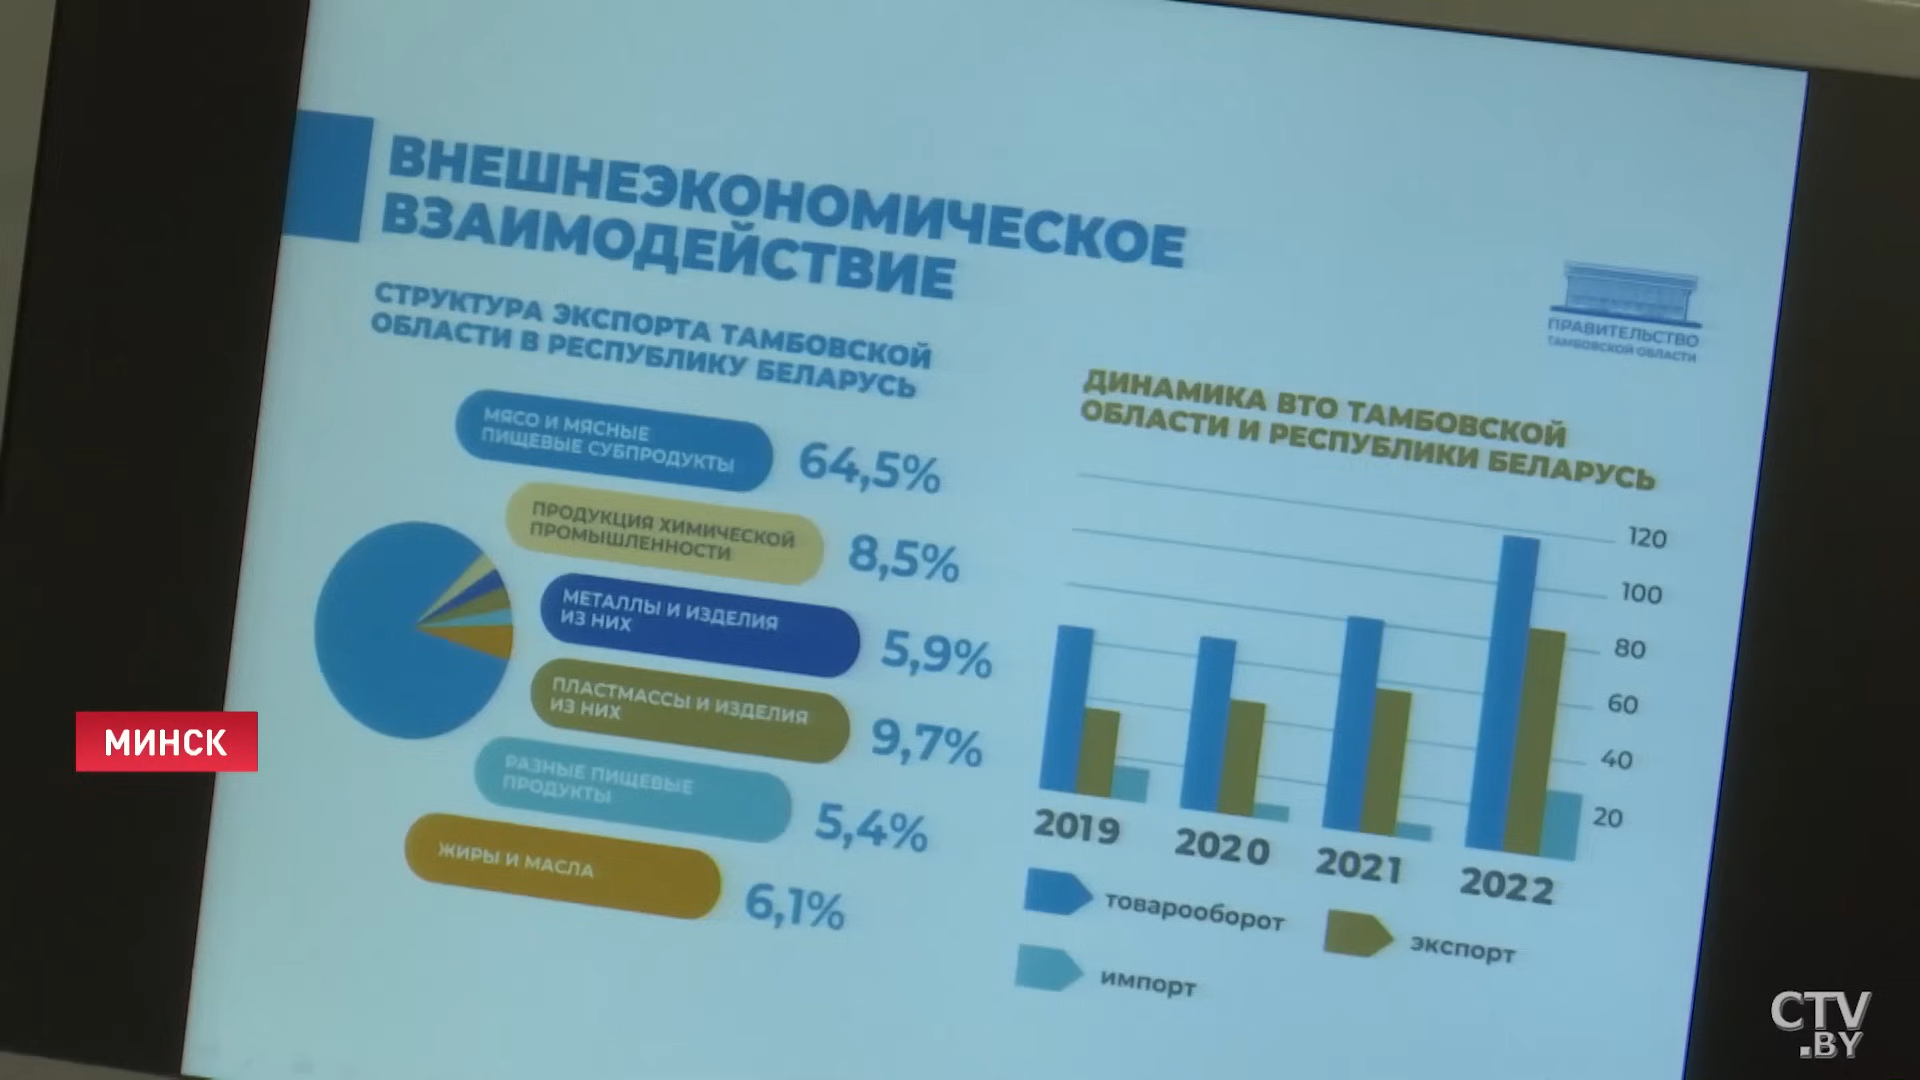 ВНЕШНЕЭКОНОМИЧЕСКОЕ
ВЗАИМОДЕЙСТВИЕ
СТРУКТУРА ЭКСПОРТА ТАМБОВСКОЙ
ОБЛАСТИ В РЕСПУБЛИКУ БЕЛАРУСЬ
МЯСО И МЯСНЫЕ
ПИЩЕВЫЕ СУБПРОДУКТЫ
64,5%
ПРОДУКЦИЯ ХИМИЧЕСКОЙ
ПРОМЫШЛЕННОСТИ
8,5%
МЕТАЛЛЫ И ИЗДЕЛИЯ
ИЗ НИХ
5,9%
ПЛАСТМАССЫ И ИЗДЕЛИЯ
ИЗ НИХ
9,7%
РАЗНЫЕ ПИЩЕВЫЕ
ПРОДУКТЫ
5,4%
ЖИРЫ И МАСЛА
6,1%
ПРАВИТЕЛЬСТВО
ТАМБОВСКОЙ ОБЛАСТИ
ДИНАМИКА ВТО ТАМБОВСКОЙ
ОБЛАСТИ И РЕСПУБЛИКИ БЕЛАРУСЬ
120
100
80
60
40
20
2019
2020
2021
2022
товарооборот
экспорт
импорт
МИНСК
CTV
.BY